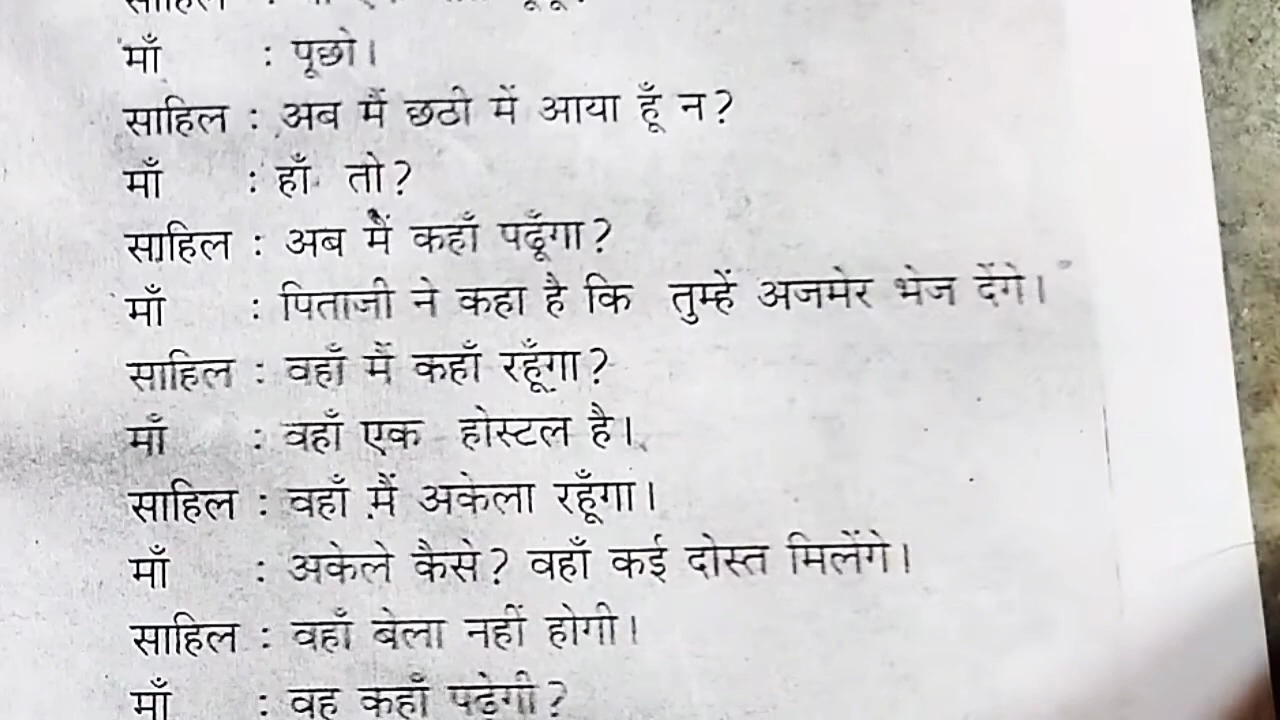 माँ : पूछो।
साहिल : अब मैं छठी में आया हूँ न?
माँ : हाँ तो?
साहिल : अब मैं कहाँ पढ़ूँगा?
माँ : पिताजी ने कहा है कि तुम्हें अजमेर भेज देंगे।
साहिल : वहाँ मैं कहाँ रहूँगा?
माँ : वहाँ एक होस्टल है।
साहिल : वहाँ मैं अकेला रहूँगा।
माँ : अकेले कैसे? वहाँ कई दोस्त मिलेंगे।
साहिल : वहाँ बेला नहीं होगी।
माँ : वह कहाँ पढ़ेगी?